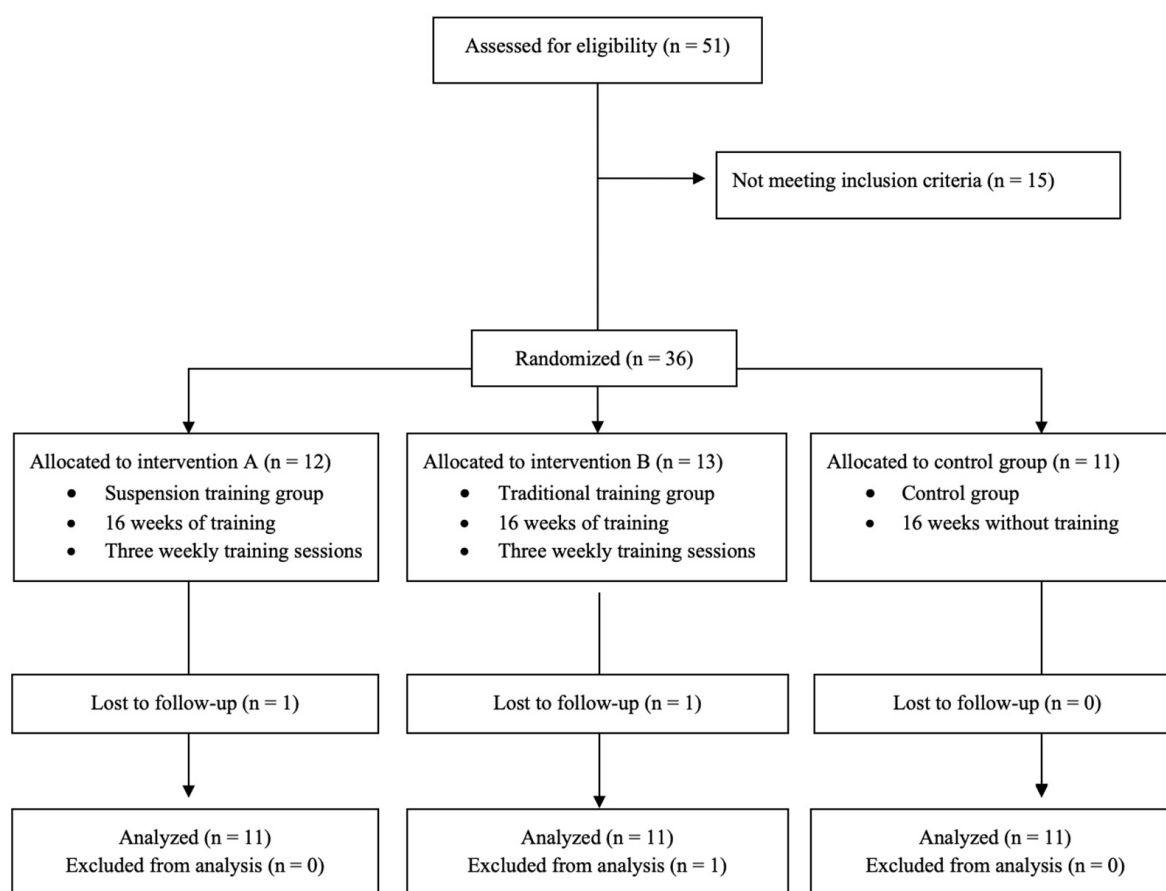 Assessed for eligibility (n = 51)
Not meeting inclusion criteria (n = 15)
Randomized (n = 36)
Allocated to intervention A (n = 12)
• Suspension training group
• 16 weeks of training
• Three weekly training sessions
Allocated to intervention B (n = 13)
• Traditional training group
• 16 weeks of training
• Three weekly training sessions
Allocated to control group (n = 11)
• Control group
• 16 weeks without training
Lost to follow-up (n = 1)
Lost to follow-up (n = 1)
Lost to follow-up (n = 0)
Analyzed (n = 11)
Excluded from analysis (n = 0)
Analyzed (n = 11)
Excluded from analysis (n = 1)
Analyzed (n = 11)
Excluded from analysis (n = 0)